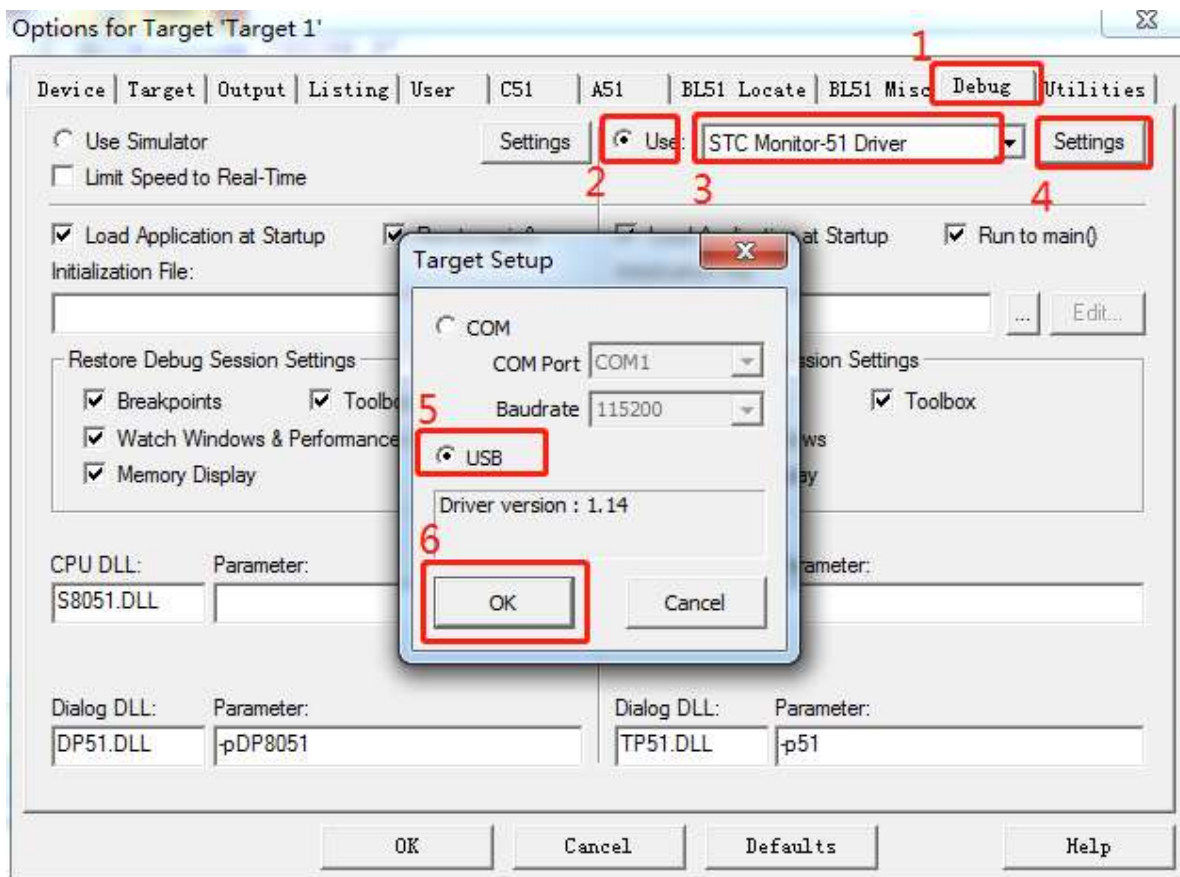 Options for Target 'Target 1'
1
Device Target Output Listing User C51 A51 BL51 Locate BL51 Misc Debug Utilities
Use Simulator Settings Use: STC Monitor-51 Driver Settings
Limit Speed to Real-Time
2 3 4
Load Application at Startup at Startup Run to main()
Initialization File:
... Edit...
Target Setup
COM
COM Port COM1
Baudrate 115200
5
USB
Driver version : 1.14
6
OK Cancel
Restore Debug Session Settings Settings
Breakpoints Toolbox
Watch Windows & Performance
Memory Display
CPU DLL: Parameter:
S8051.DLL
Dialog DLL: Parameter: Dialog DLL: Parameter:
DP51.DLL -pDP8051 TP51.DLL -p51
OK Cancel Defaults Help